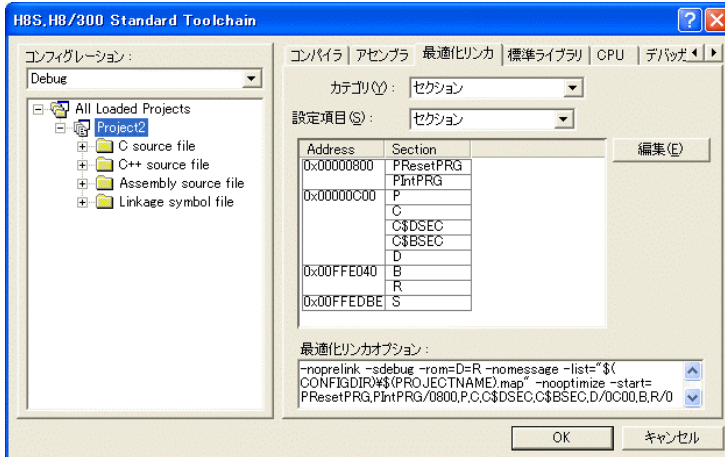 H8S,H8/300 Standard Toolchain
コンフィグレーション :
Debug
All Loaded Projects
Project2
C source file
C++ source file
Assembly source file
Linkage symbol file
コンパイラ アセンブラ 最適化リンカ 標準ライブラリ CPU デバッガ
カテゴリ(Y) : セクション
設定項目(S) : セクション
Address Section
0x00000800 PResetPRG
PIntPRG
0x00000C00 P
C
C$DSEC
C$BSEC
D
0x00FFE040 B
R
0x00FFEDBE S
編集(E)
最適化リンカオプション :
-noprelink -sdebug -rom=D=R -nomessage -list="$(
CONFIGDIR)¥$(PROJECTNAME).map" -nooptimize -start=
PResetPRG,PIntPRG/0800,P,C,C$DSEC,C$BSEC,D/0C00,B,R/0
OK キャンセル